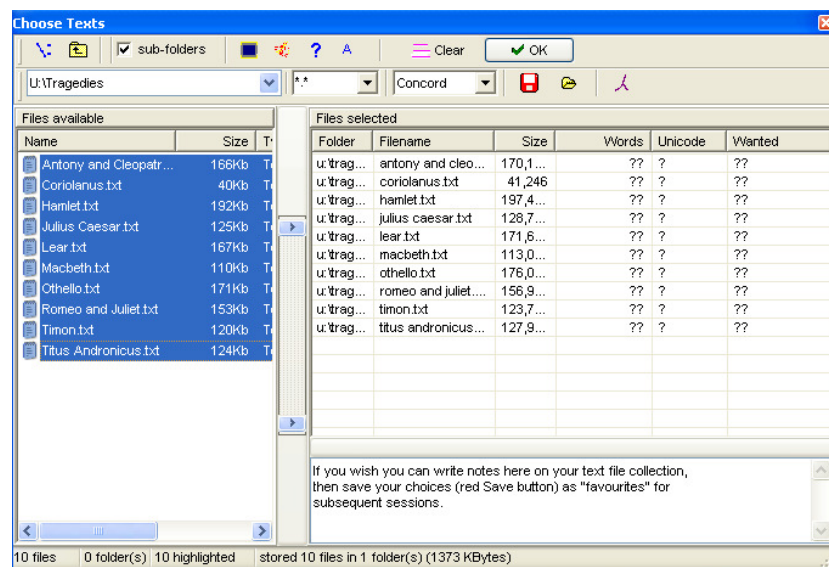 Choose Texts
sub-folders ? A Clear OK
U:\Tragedies *.* Concord
Files available
Name Size
Antony and Cleopatr... 166Kb
Coriolanus.txt 40Kb
Hamlet.txt 192Kb
Julius Caesar.txt 125Kb
Lear.txt 167Kb
Macbeth.txt 110Kb
Othello.txt 171Kb
Romeo and Juliet.txt 153Kb
Timon.txt 120Kb
Titus Andronicus.txt 124Kb
Files selected
Folder Filename Size Words Unicode Wanted
u:\trag... antony and cleo... 170,1... ?? ? ??
u:\trag... coriolanus.txt 41,246 ?? ? ??
u:\trag... hamlet.txt 197,4... ?? ? ??
u:\trag... julius caesar.txt 128,7... ?? ? ??
u:\trag... lear.txt 171,6... ?? ? ??
u:\trag... macbeth.txt 113,0... ?? ? ??
u:\trag... othello.txt 176,0... ?? ? ??
u:\trag... romeo and juliet.... 156,9... ?? ? ??
u:\trag... timon.txt 123,7... ?? ? ??
u:\trag... titus andronicus... 127,9... ?? ? ??
If you wish you can write notes here on your text file collection,
then save your choices (red Save button) as "favourites" for
subsequent sessions.
10 files 0 folder(s) 10 highlighted stored 10 files in 1 folder(s) (1373 KBytes)